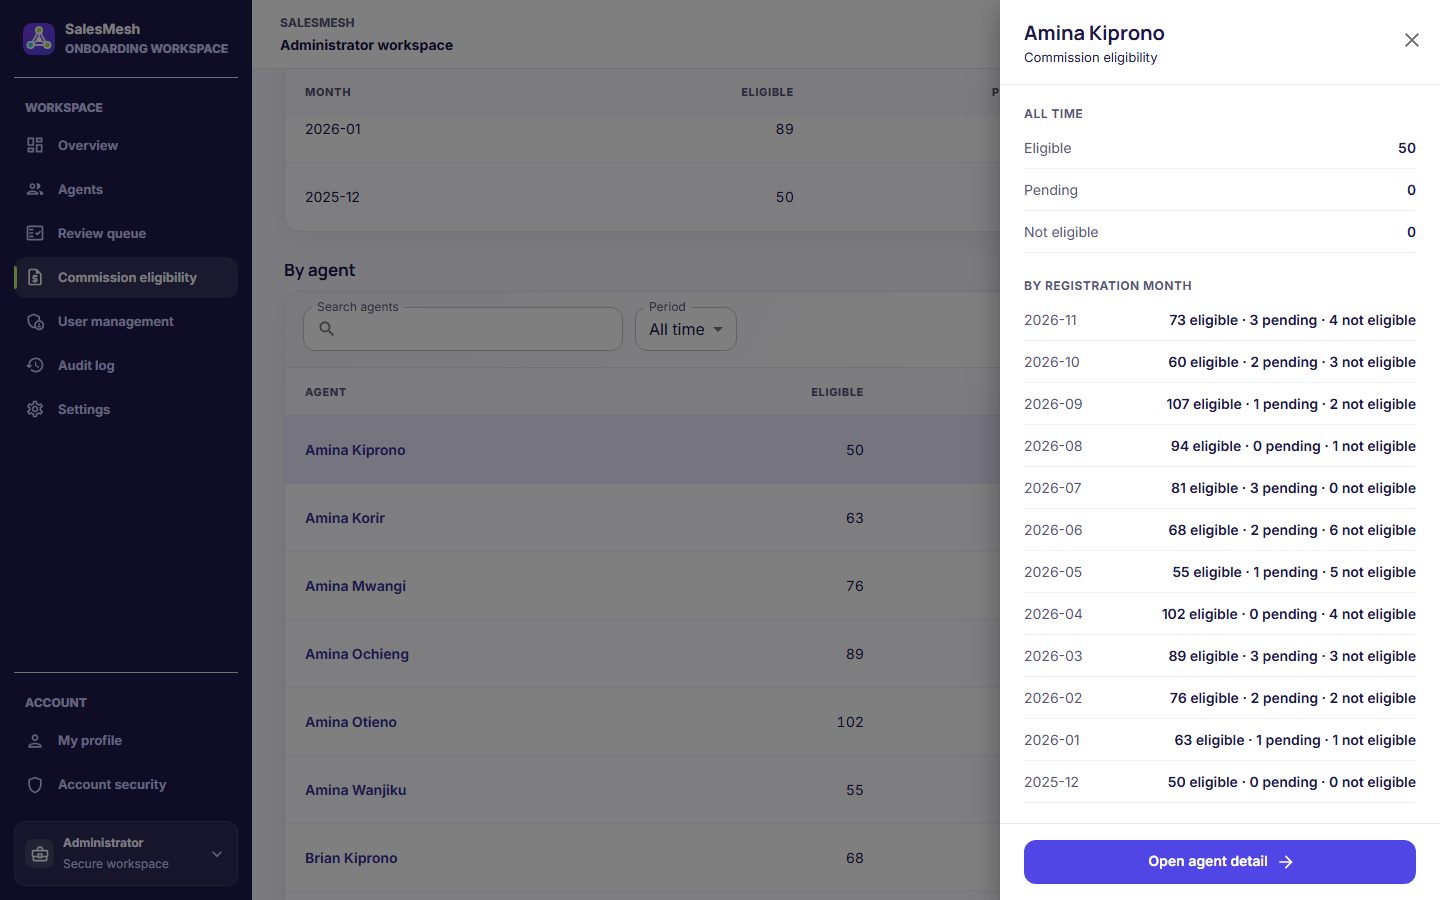 SalesMesh
ONBOARDING WORKSPACE
WORKSPACE
Overview
Agents
Review queue
Commission eligibility
User management
Audit log
Settings
ACCOUNT
My profile
Account security
Administrator
Secure workspace
SALESMESH
Administrator workspace
MONTH ELIGIBLE P
2026-01 89
2025-12 50
By agent
Search agents
Period
All time
AGENT ELIGIBLE
Amina Kiprono 50
Amina Korir 63
Amina Mwangi 76
Amina Ochieng 89
Amina Otieno 102
Amina Wanjiku 55
Brian Kiprono 68
Amina Kiprono
Commission eligibility
ALL TIME
Eligible 50
Pending 0
Not eligible 0
BY REGISTRATION MONTH
2026-11 73 eligible · 3 pending · 4 not eligible
2026-10 60 eligible · 2 pending · 3 not eligible
2026-09 107 eligible · 1 pending · 2 not eligible
2026-08 94 eligible · 0 pending · 1 not eligible
2026-07 81 eligible · 3 pending · 0 not eligible
2026-06 68 eligible · 2 pending · 6 not eligible
2026-05 55 eligible · 1 pending · 5 not eligible
2026-04 102 eligible · 0 pending · 4 not eligible
2026-03 89 eligible · 3 pending · 3 not eligible
2026-02 76 eligible · 2 pending · 2 not eligible
2026-01 63 eligible · 1 pending · 1 not eligible
2025-12 50 eligible · 0 pending · 0 not eligible
Open agent detail